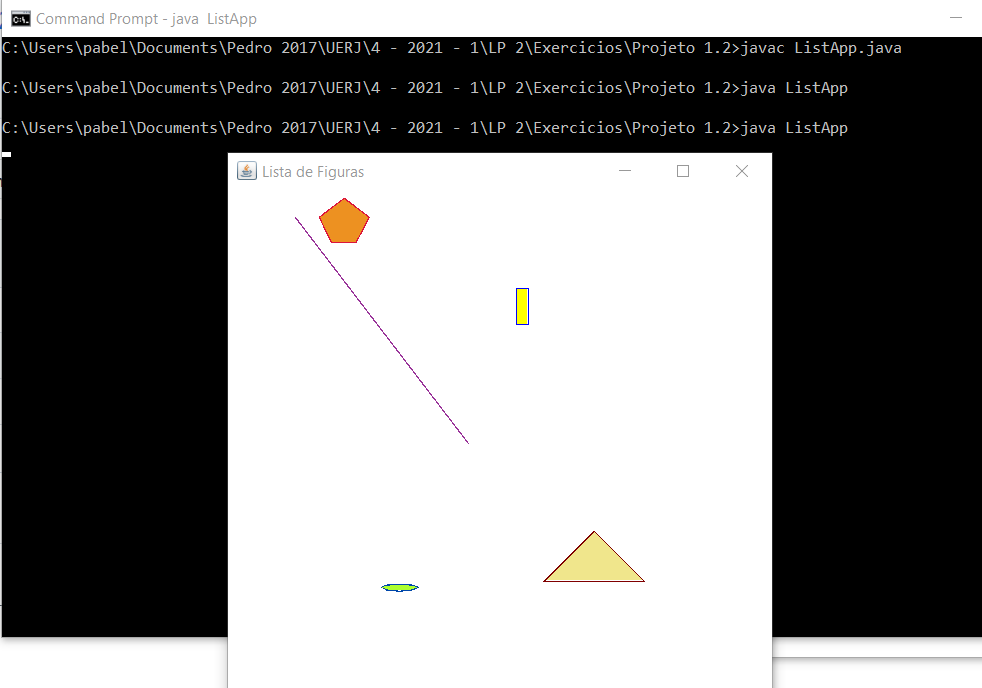 Command Prompt - java  ListApp
C:\Users\pabel\Documents\Pedro 2017\UERJ\4 - 2021 - 1\LP 2\Exercicios\Projeto 1.2>javac ListApp.java
C:\Users\pabel\Documents\Pedro 2017\UERJ\4 - 2021 - 1\LP 2\Exercicios\Projeto 1.2>java ListApp
C:\Users\pabel\Documents\Pedro 2017\UERJ\4 - 2021 - 1\LP 2\Exercicios\Projeto 1.2>java ListApp
Lista de Figuras